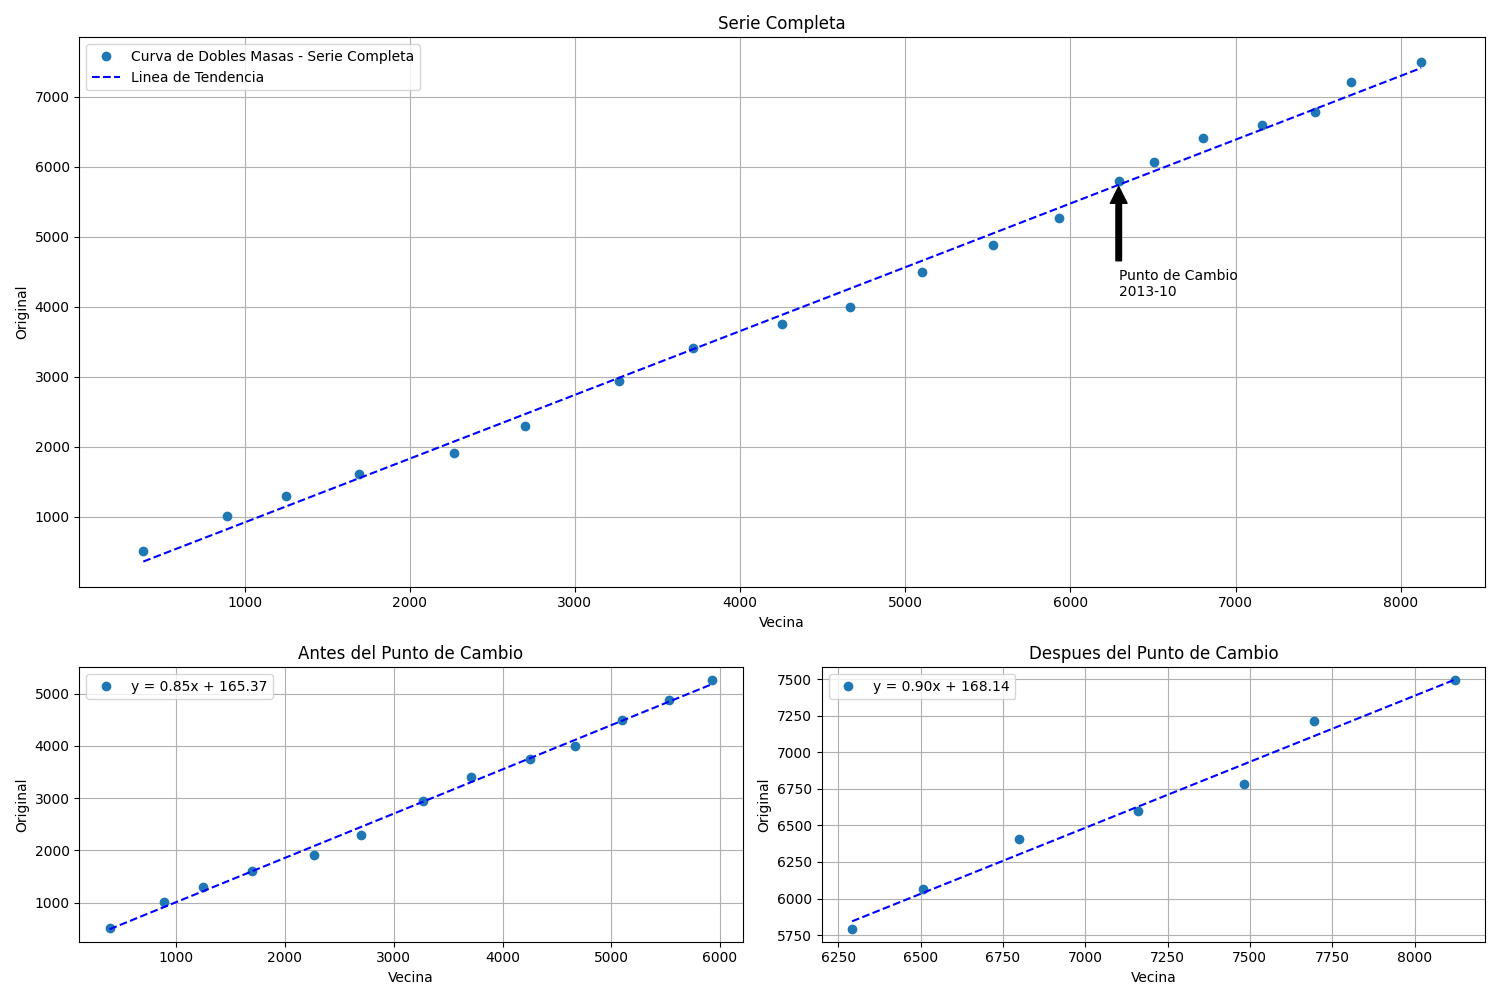 Serie Completa
Curva de Dobles Masas - Serie Completa
Linea de Tendencia
7000
6000
5000
4000
3000
2000
1000
Original
Punto de Cambio
2013-10
1000 2000 3000 4000 5000 6000 7000 8000
Vecina
Antes del Punto de Cambio
y = 0.85x + 165.37
5000
4000
3000
2000
1000
Original
1000 2000 3000 4000 5000 6000
Vecina
Despues del Punto de Cambio
y = 0.90x + 168.14
7500
7250
7000
6750
6500
6250
6000
5750
Original
6250 6500 6750 7000 7250 7500 7750 8000
Vecina